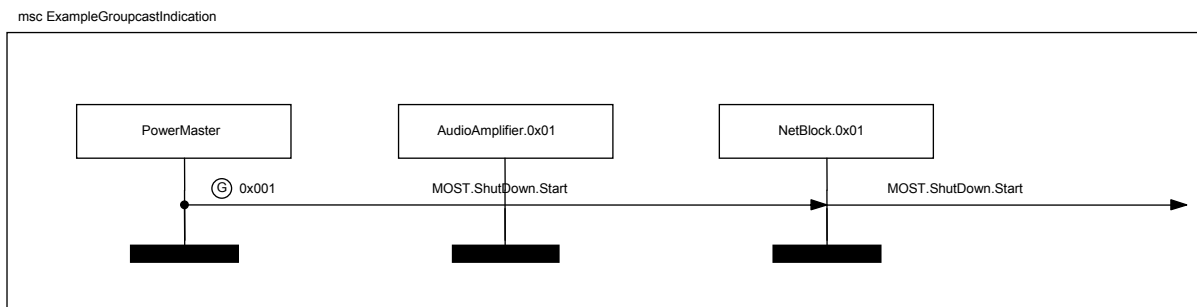 msc ExampleGroupcastIndication
PowerMaster
AudioAmplifier.0x01
NetBlock.0x01
G 0x001
MOST.ShutDown.Start
MOST.ShutDown.Start